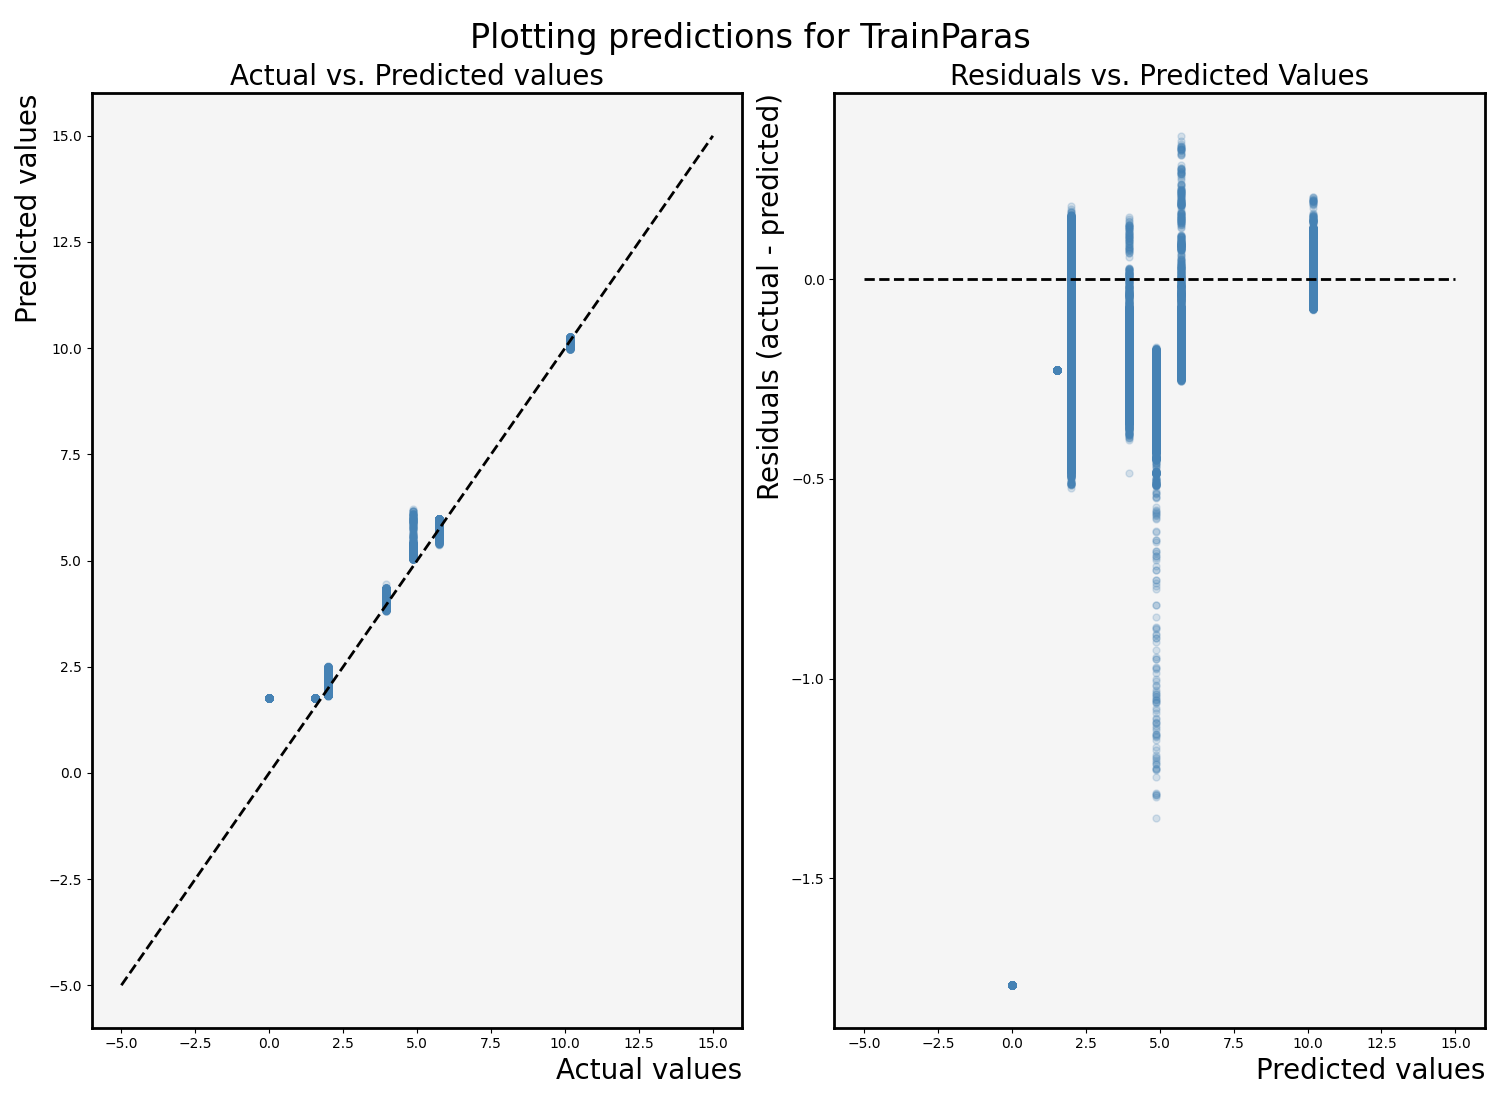 Plotting predictions for TrainParas
Actual vs. Predicted values
Predicted values
15.0
12.5
10.0
7.5
5.0
2.5
0.0
−2.5
−5.0
−5.0 −2.5 0.0 2.5 5.0 7.5 10.0 12.5 15.0
Actual values
Residuals vs. Predicted Values
Residuals (actual - predicted)
0.0
−0.5
−1.0
−1.5
−5.0 −2.5 0.0 2.5 5.0 7.5 10.0 12.5 15.0
Predicted values